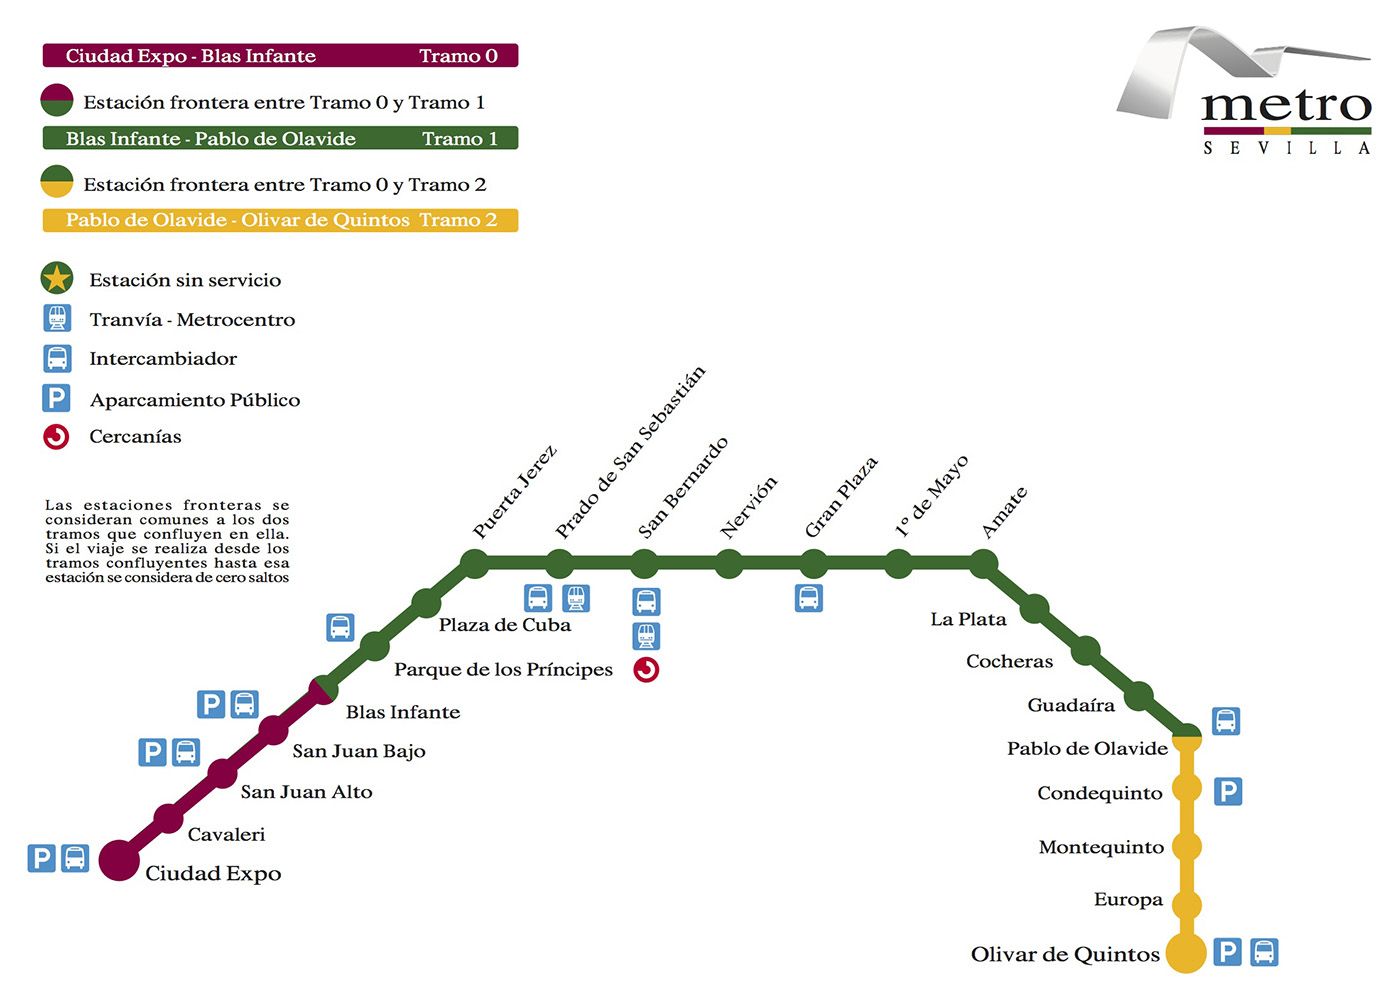 Ciudad Expo - Blas Infante Tramo 0
Estación frontera entre Tramo 0 y Tramo 1
Blas Infante - Pablo de Olavide Tramo 1
Estación frontera entre Tramo 0 y Tramo 2
Pablo de Olavide - Olivar de Quintos Tramo 2
Estación sin servicio
Tranvía - Metrocentro
Intercambiador
P Aparcamiento Público
Cercanías
Las estaciones fronteras se
consideran comunes a los dos
tramos que confluyen en ella.
Si el viaje se realiza desde los
tramos confluyentes hasta esa
estación se considera de cero saltos
metro
SEVILLA
Puerta Jerez
Prado de San Sebastián
San Bernardo
Nervión
Gran Plaza
1º de Mayo
Amate
Plaza de Cuba
Parque de los Príncipes
Blas Infante
P
San Juan Bajo
P
San Juan Alto
Cavaleri
P
Ciudad Expo
La Plata
Cocheras
Guadaíra
Pablo de Olavide
Condequinto P
Montequinto
Europa
Olivar de Quintos P